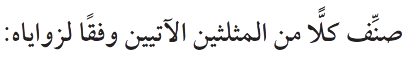 صنِّف كلًّا من المثلثين الآتيين وفقًا لزواياه: